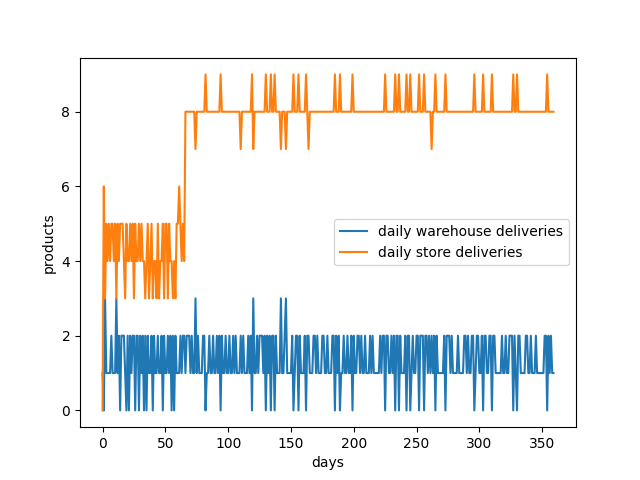 products
8
6
4
2
0
daily warehouse deliveries
daily store deliveries
0 50 100 150 200 250 300 350
days